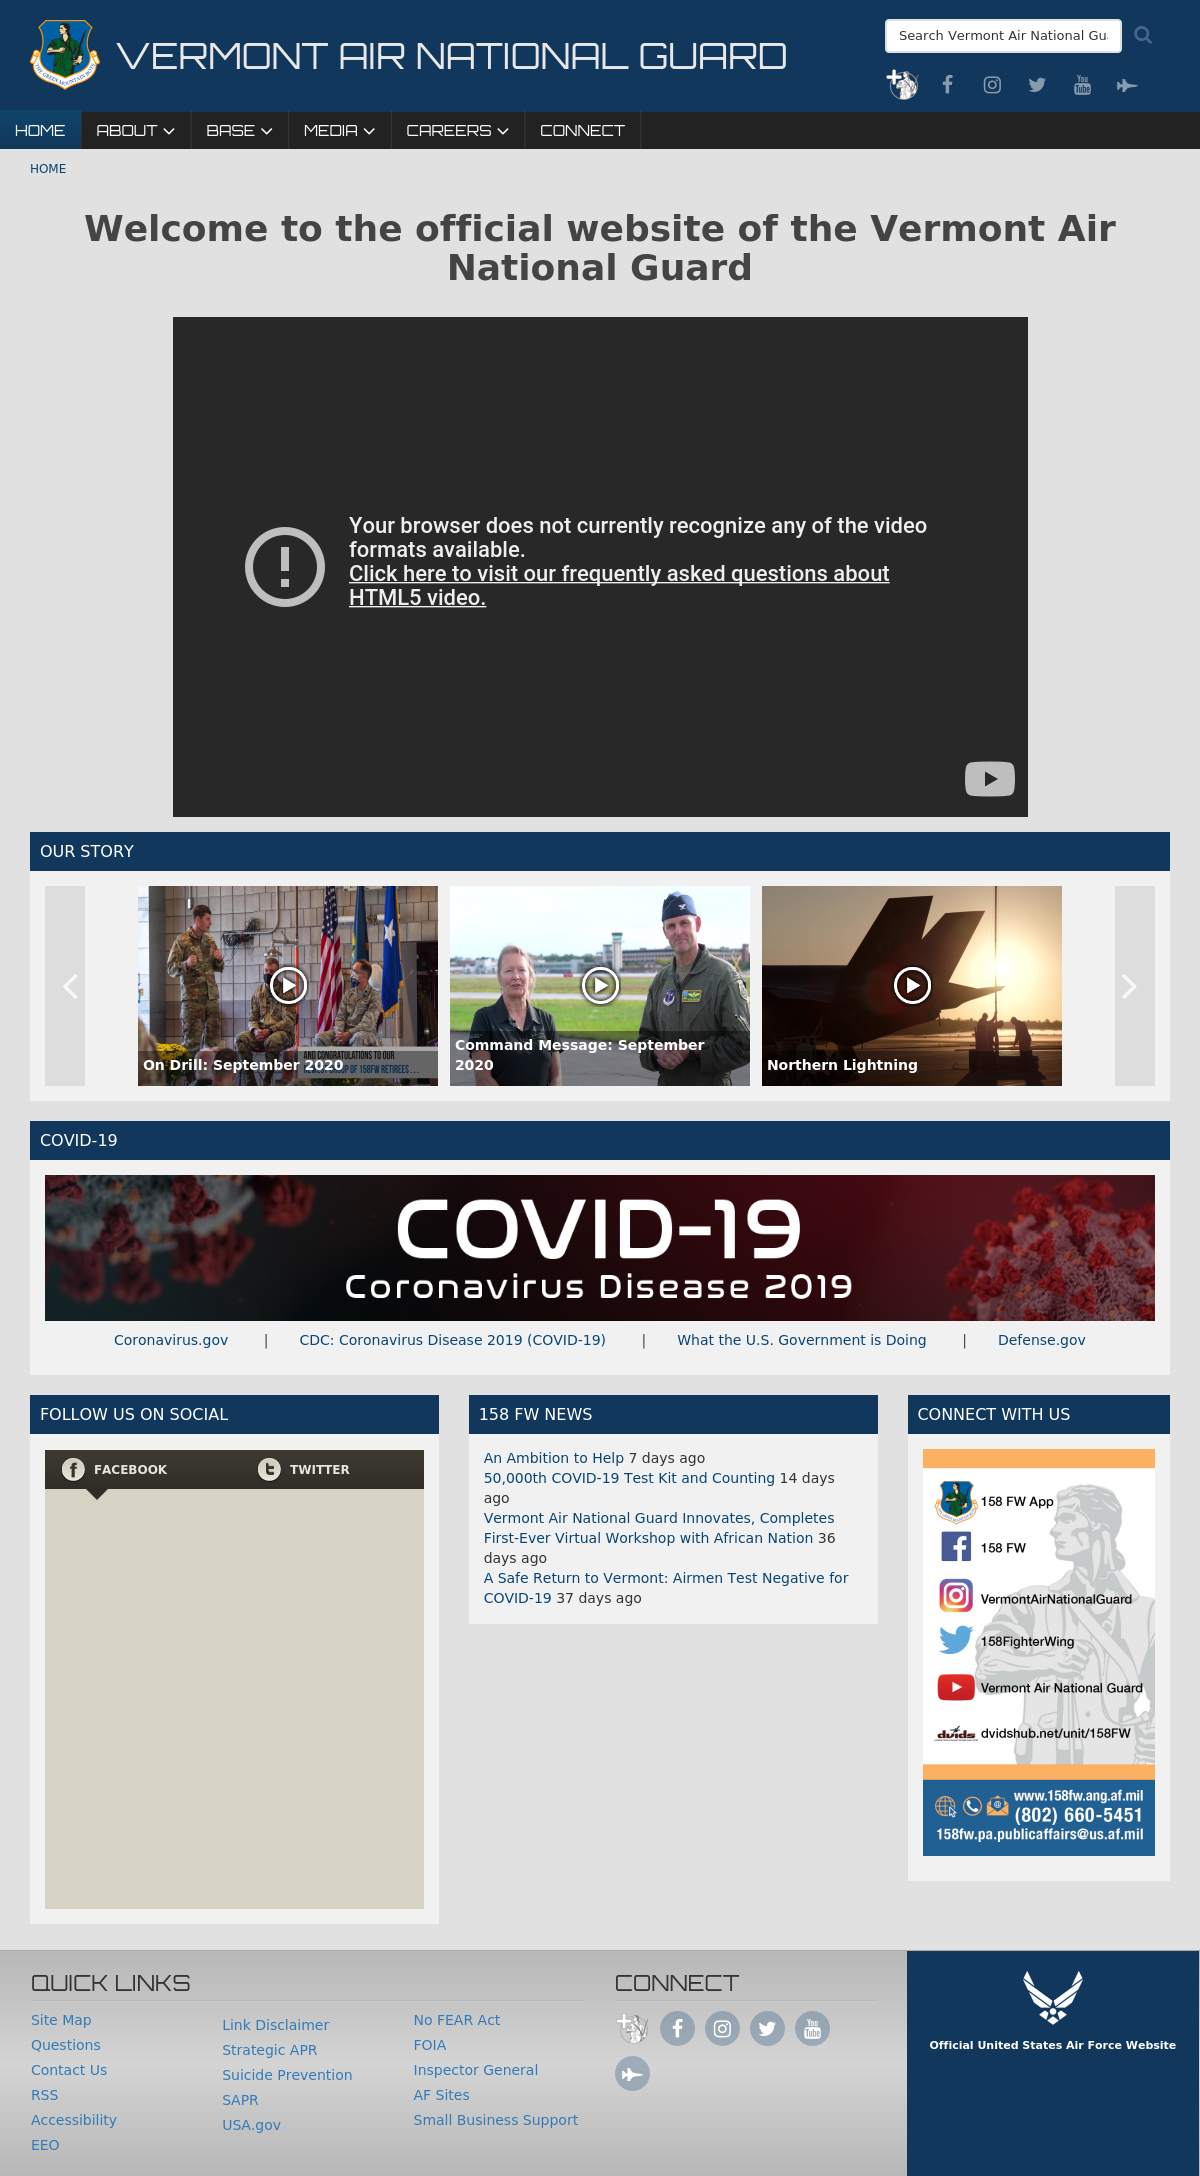 VERMONT AIR NATIONAL GUARD
Search Vermont Air National Gua
HOME
ABOUT
BASE
MEDIA
CAREERS
CONNECT
HOME
Welcome to the official website of the Vermont Air
National Guard
Your browser does not currently recognize any of the video
formats available.
Click here to visit our frequently asked questions about
HTML5 video.
OUR STORY
AND CONGRATULATIONS TO OUR
OF 158FW RETIREES...
On Drill: September 2020
Command Message: September
2020
Northern Lightning
COVID-19
COVID-19
Coronavirus Disease 2019
Coronavirus.gov | CDC: Coronavirus Disease 2019 (COVID-19) | What the U.S. Government is Doing | Defense.gov
FOLLOW US ON SOCIAL
FACEBOOK
TWITTER
158 FW NEWS
An Ambition to Help 7 days ago
50,000th COVID-19 Test Kit and Counting 14 days
ago
Vermont Air National Guard Innovates, Completes
First-Ever Virtual Workshop with African Nation 36
days ago
A Safe Return to Vermont: Airmen Test Negative for
COVID-19 37 days ago
CONNECT WITH US
158 FW App
158 FW
VermontAirNationalGuard
158FighterWing
Vermont Air National Guard
dvids
dvidshub.net/unit/158FW
www.158fw.ang.af.mil
(802) 660-5451
158fw.pa.publicaffairs@us.af.mil
QUICK LINKS
Site Map
Questions
Contact Us
RSS
Accessibility
EEO
Link Disclaimer
Strategic APR
Suicide Prevention
SAPR
USA.gov
No FEAR Act
FOIA
Inspector General
AF Sites
Small Business Support
CONNECT
You
Tube
Official United States Air Force Website